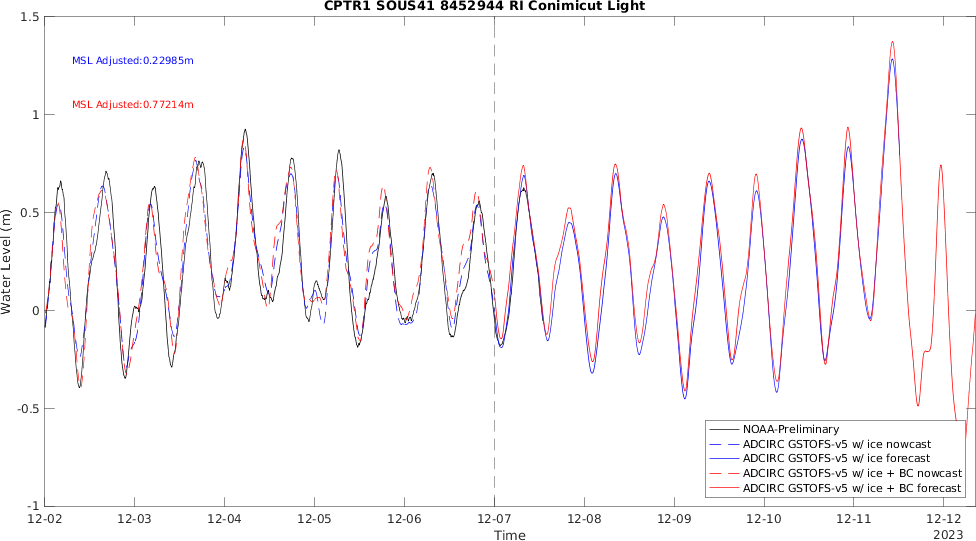 CPTR1 SOUS41 8452944 RI Conimicut Light
1.5
MSL Adjusted:0.22985m
MSL Adjusted:0.77214m
1
0.5
0
-0.5
-1
Water Level (m)
NOAA-Preliminary
ADCIRC GSTOFS-v5 w/ ice nowcast
ADCIRC GSTOFS-v5 w/ ice forecast
ADCIRC GSTOFS-v5 w/ ice + BC nowcast
ADCIRC GSTOFS-v5 w/ ice + BC forecast
12-02 12-03 12-04 12-05 12-06 12-07 12-08 12-09 12-10 12-11 12-12
Time
2023